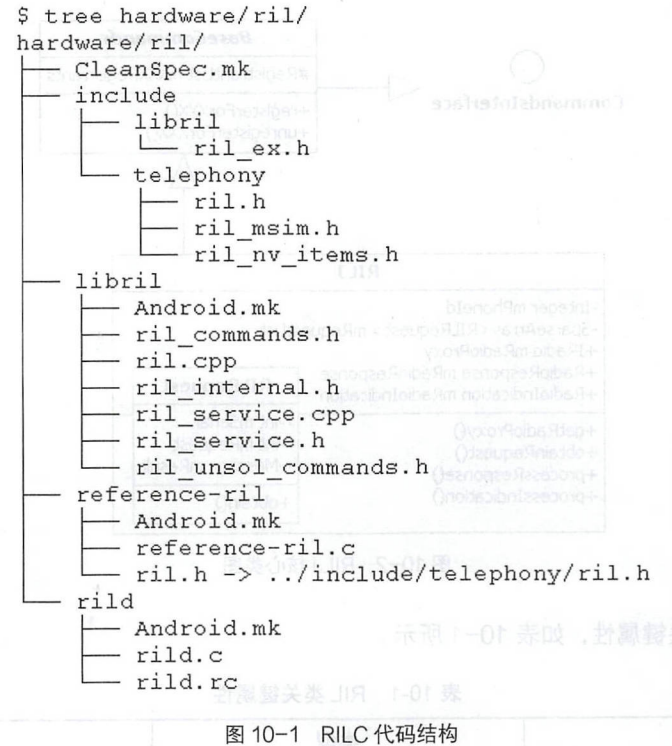 $ tree hardware/ril/
hardware/ril/
├── CleanSpec.mk
├── include
│   ├── libril
│   │   └── ril_ex.h
│   └── telephony
│       ├── ril.h
│       ├── ril_msim.h
│       └── ril_nv_items.h
├── libril
│   ├── Android.mk
│   ├── ril_commands.h
│   ├── ril.cpp
│   ├── ril_internal.h
│   ├── ril_service.cpp
│   ├── ril_service.h
│   └── ril_unsol_commands.h
├── reference-ril
│   ├── Android.mk
│   ├── reference-ril.c
│   └── ril.h -> ../include/telephony/ril.h
└── rild
    ├── Android.mk
    ├── rild.c
    └── rild.rc
图 10-1 RILC 代码结构